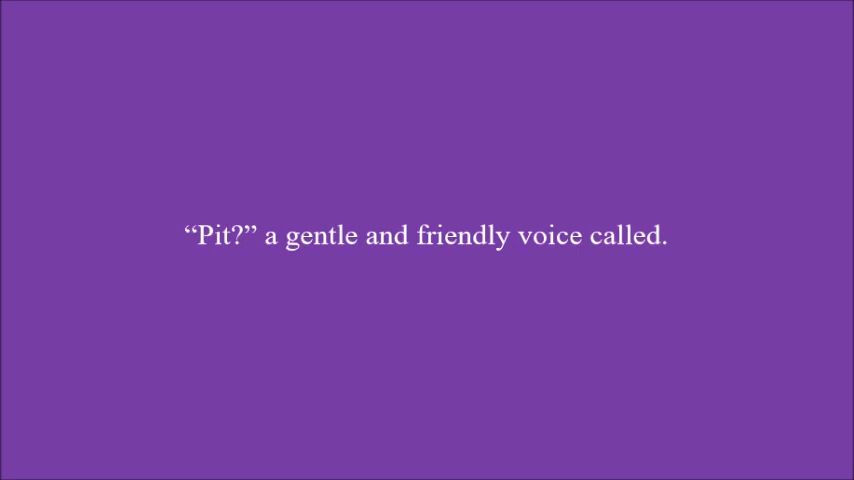 “Pit?” a gentle and friendly voice called.